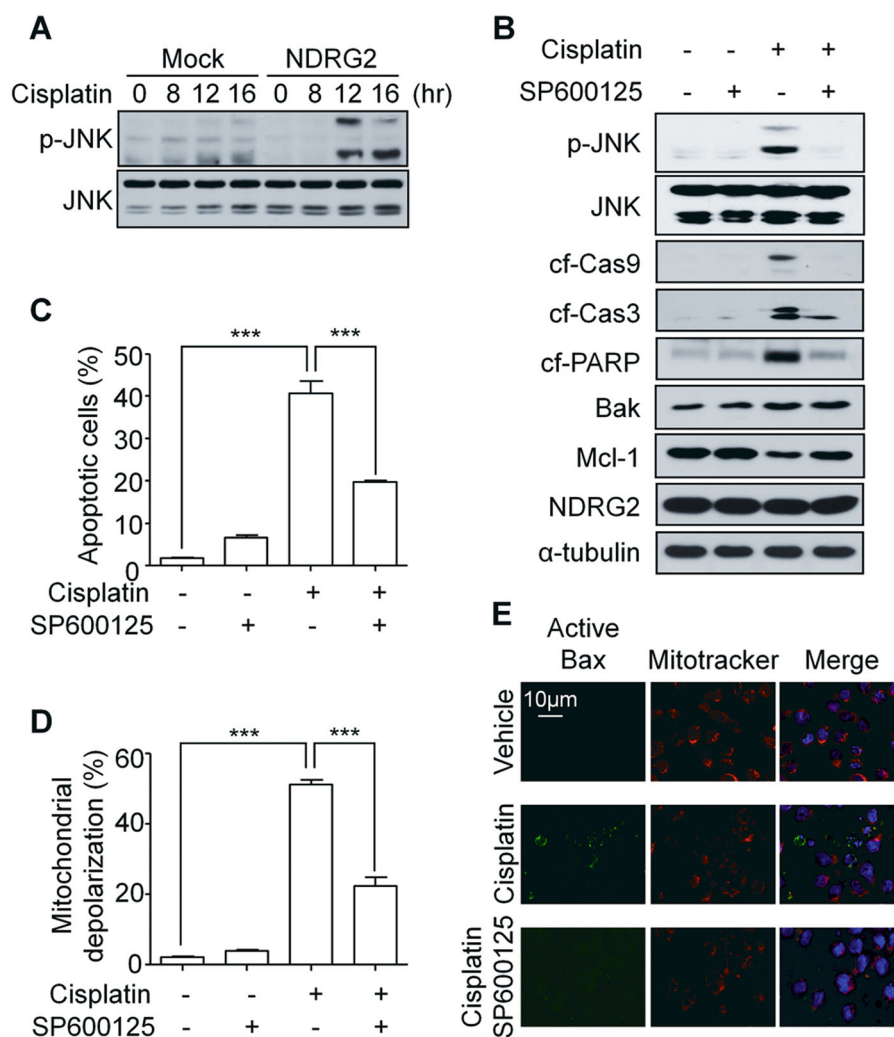 A
Mock NDRG2
Cisplatin 0 8 12 16 0 8 12 16 (hr)
p-JNK
JNK
B
Cisplatin - - + +
SP600125 - + - +
p-JNK
JNK
cf-Cas9
cf-Cas3
cf-PARP
Bak
Mcl-1
NDRG2
α-tubulin
C
*** ***
Apoptotic cells (%)
50
40
30
20
10
0
Cisplatin - - + +
SP600125 - + - +
D
*** ***
Mitochondrial
depolarization (%)
60
40
20
0
Cisplatin - - + +
SP600125 - + - +
E
Active
Bax Mitotracker Merge
10μm
Vehicle
Cisplatin
Cisplatin
SP600125